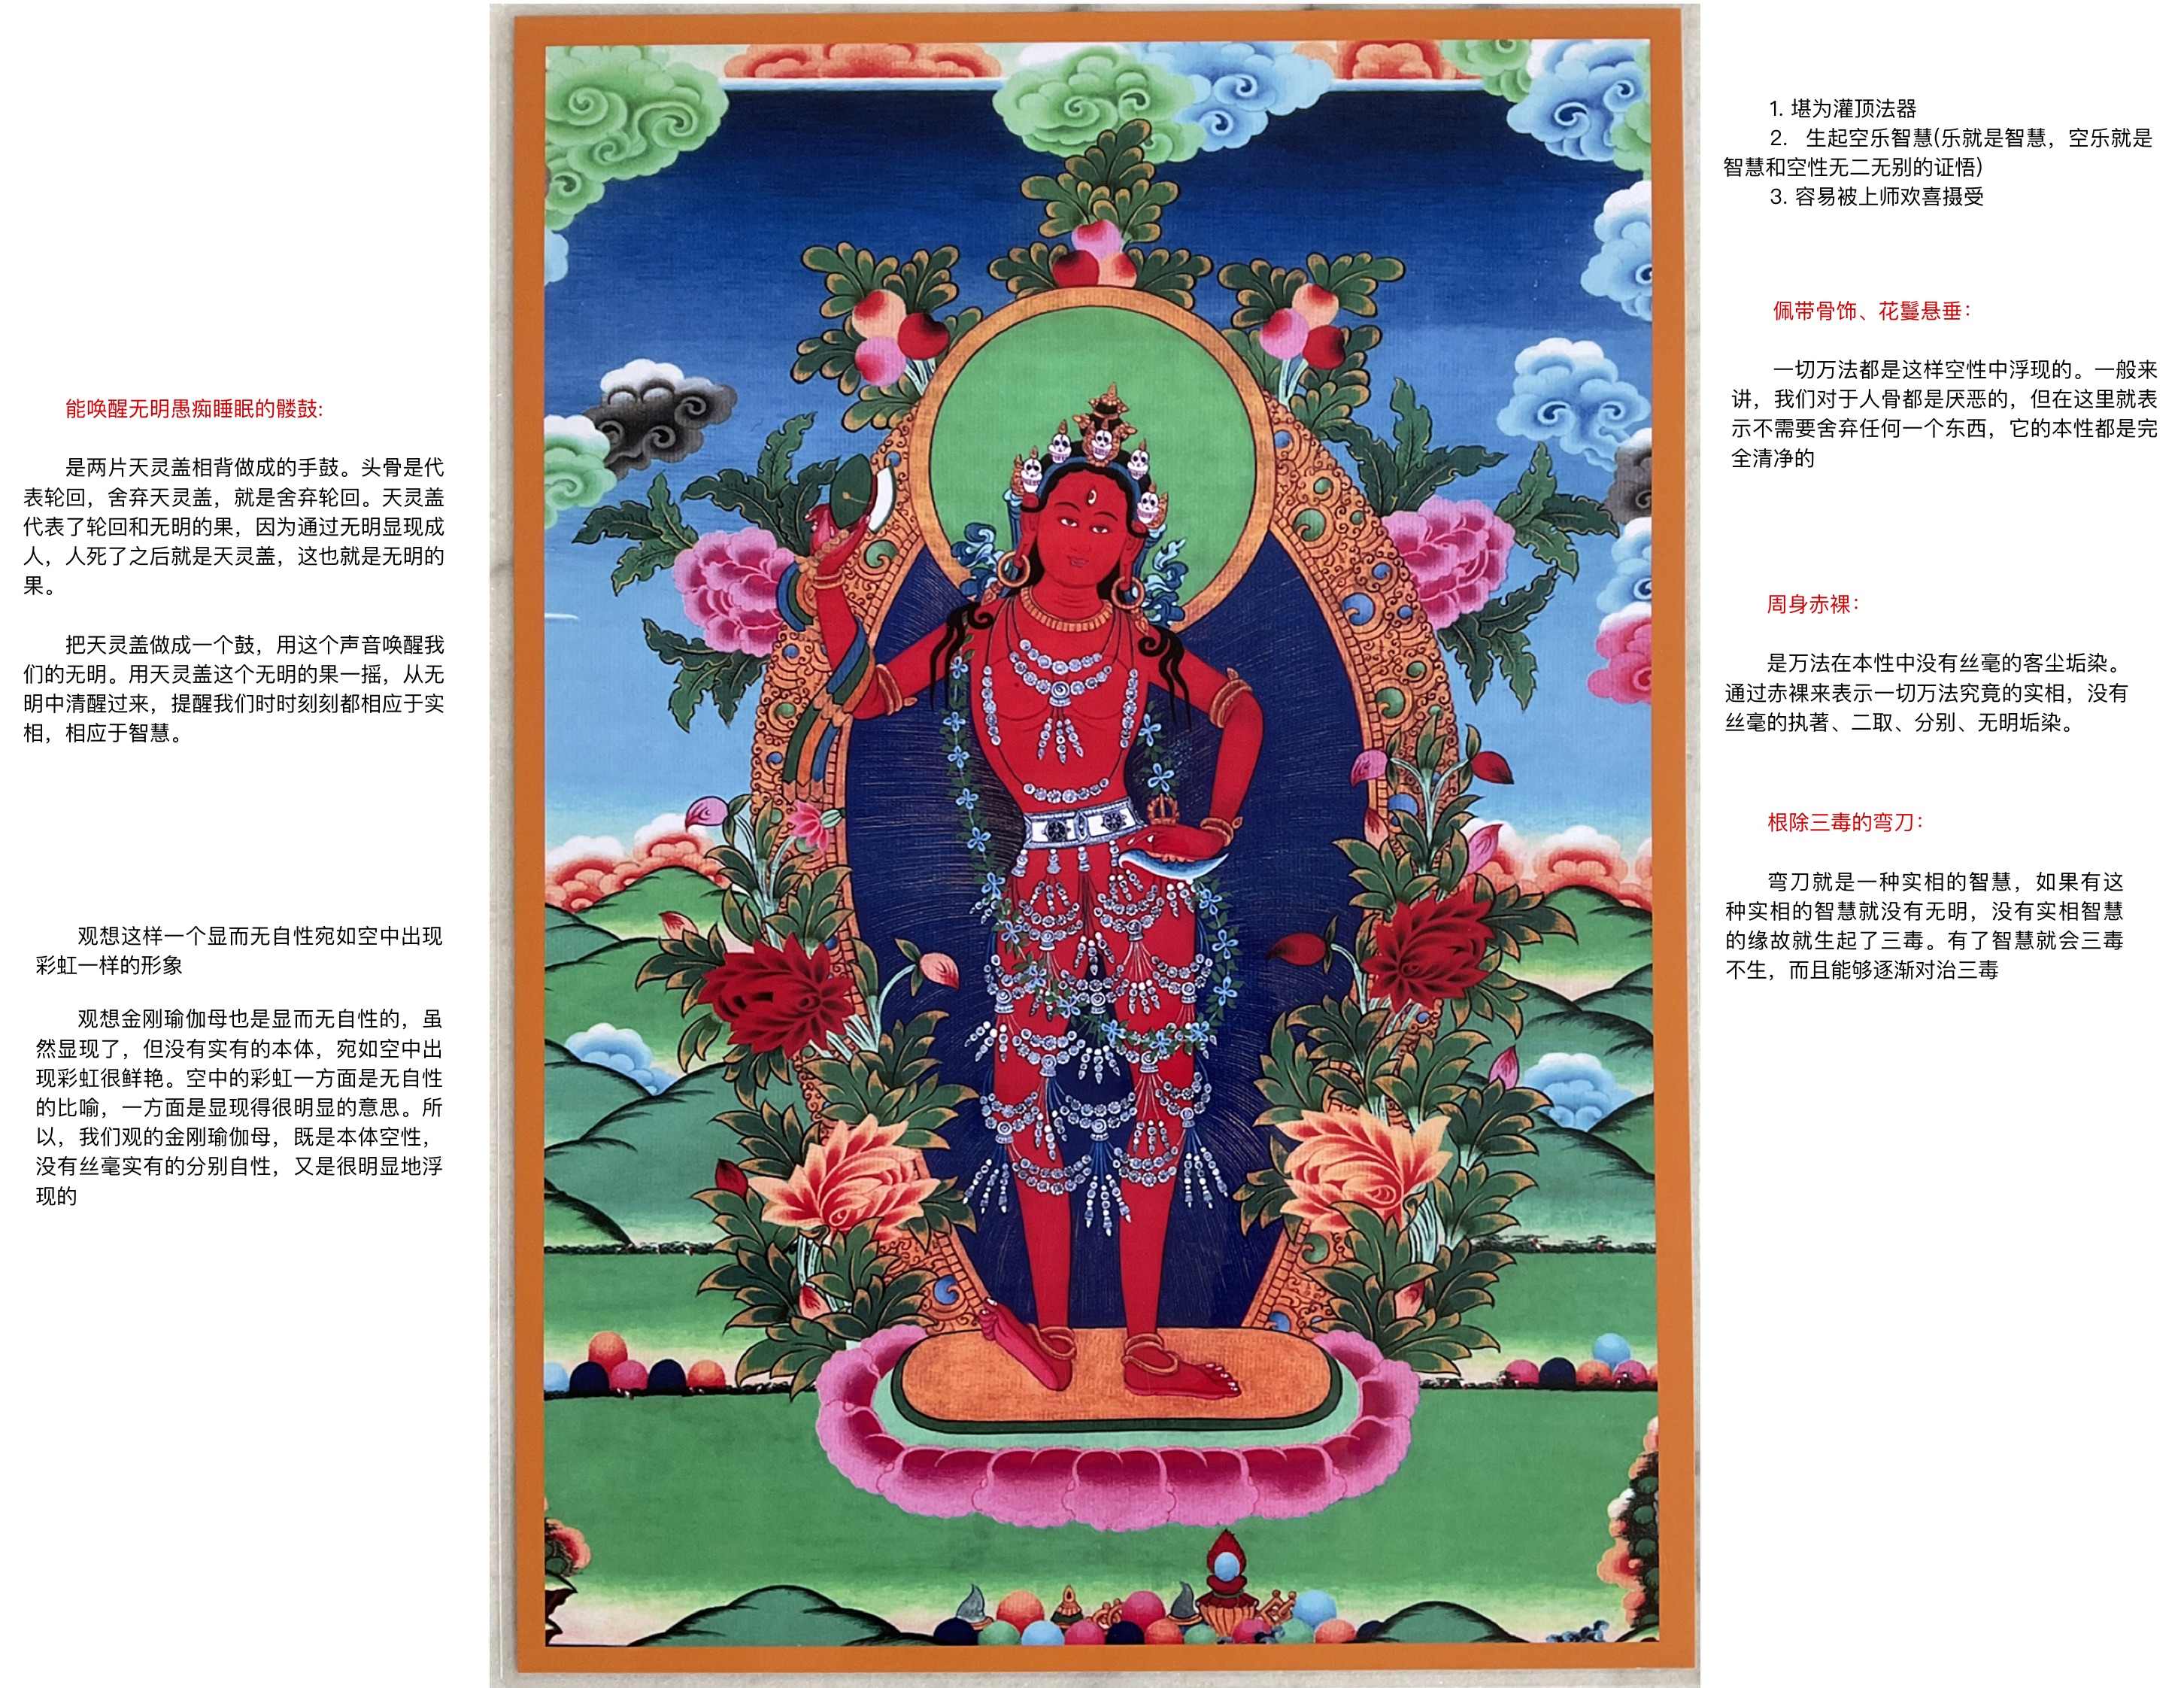 能唤醒无明愚痴睡眠的髅鼓:
是两片天灵盖相背做成的手鼓。头骨是代
表轮回，舍弃天灵盖，就是舍弃轮回。天灵盖
代表了轮回和无明的果，因为通过无明显现成
人，人死了之后就是天灵盖，这也就是无明的
果。
把天灵盖做成一个鼓，用这个声音唤醒我
们的无明。用天灵盖这个无明的果一摇，从无
明中清醒过来，提醒我们时时刻刻都相应于实
相，相应于智慧。
观想这样一个显而无自性宛如空中出现
彩虹一样的形象
观想金刚瑜伽母也是显而无自性的，虽
然显现了，但没有实有的本体，宛如空中出
现彩虹很鲜艳。空中的彩虹一方面是无自性
的比喻，一方面是显现得很明显的意思。所
以，我们观的金刚瑜伽母，既是本体空性，
没有丝毫实有的分别自性，又是很明显地浮
现的
1. 堪为灌顶法器
2. 生起空乐智慧(乐就是智慧，空乐就是
智慧和空性无二无别的证悟)
3. 容易被上师欢喜摄受
佩带骨饰、花鬘悬垂：
一切万法都是这样空性中浮现的。一般来
讲，我们对于人骨都是厌恶的，但在这里就表
示不需要舍弃任何一个东西，它的本性都是完
全清净的
周身赤裸：
是万法在本性中没有丝毫的客尘垢染。
通过赤裸来表示一切万法究竟的实相，没有
丝毫的执著、二取、分别、无明垢染。
根除三毒的弯刀：
弯刀就是一种实相的智慧，如果有这
种实相的智慧就没有无明，没有实相智慧
的缘故就生起了三毒。有了智慧就会三毒
不生，而且能够逐渐对治三毒